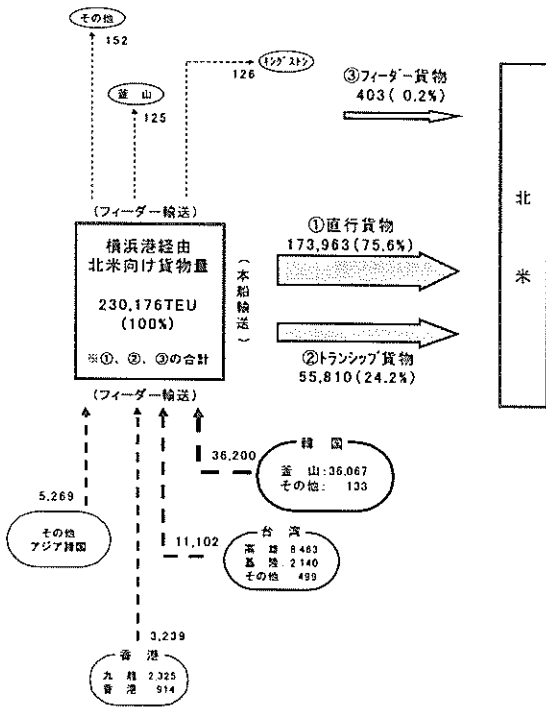 その他
152
キングストン
126
釜 山
125
③フィーダー貨物
403( 0.2%)
北
米
(フィーダー輸送)
横浜港経由
北米向け貨物量
230,176TEU
(100%)
※①、②、③の合計
(本船輸送)
①直行貨物
173,963(75.6%)
②トランシップ貨物
55,810(24.2%)
(フィーダー輸送)
36,200
韓 国
釜 山:36,067
その他: 133
5,269
その他
アジア諸国
11,102
台 湾
高 雄 8 463
基 隆 2 140
その他 499
3,239
香 港
九 龍 2,325
香 港 914